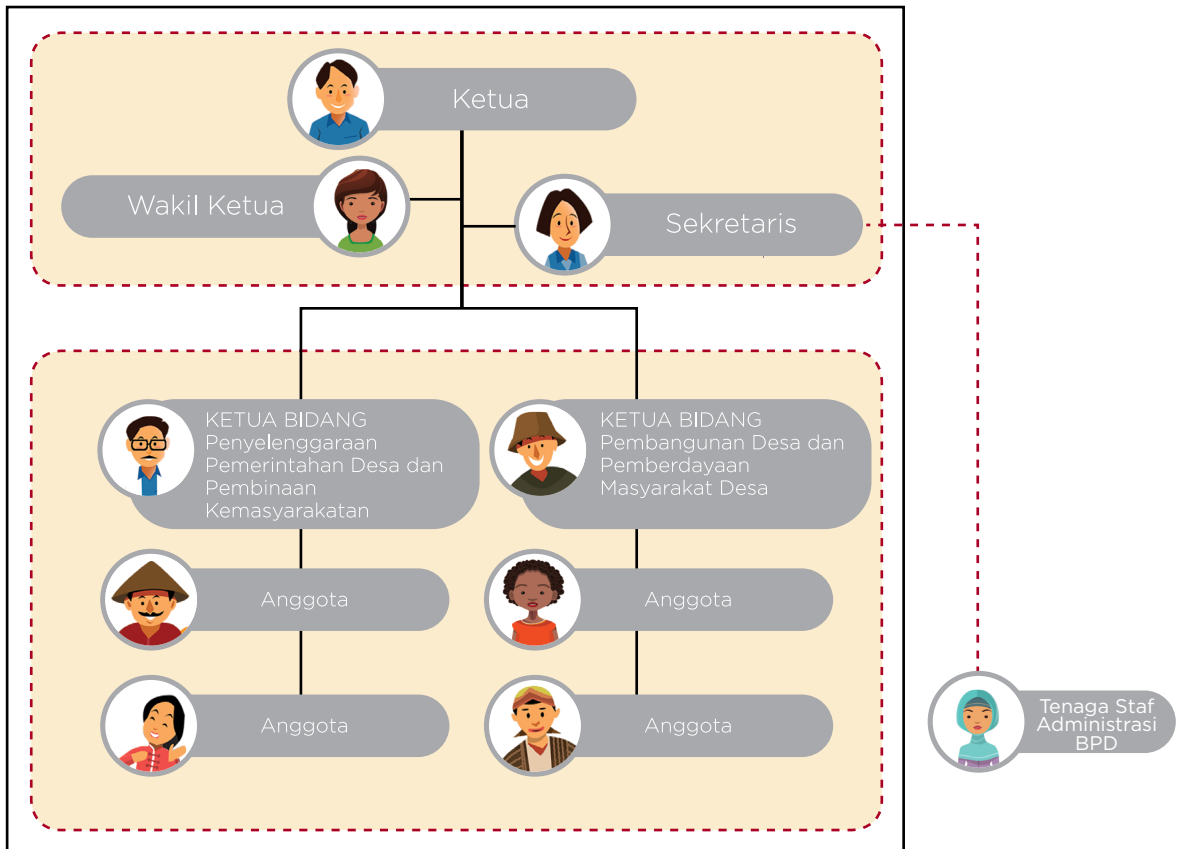 Ketua
Wakil Ketua
Sekretaris
KETUA BIDANG
Penyelenggaraan
Pemerintahan Desa dan
Pembinaan
Kemasyarakatan
KETUA BIDANG
Pembangunan Desa dan
Pemberdayaan
Masyarakat Desa
Anggota
Anggota
Anggota
Anggota
Tenaga Staf
Administrasi
BPD